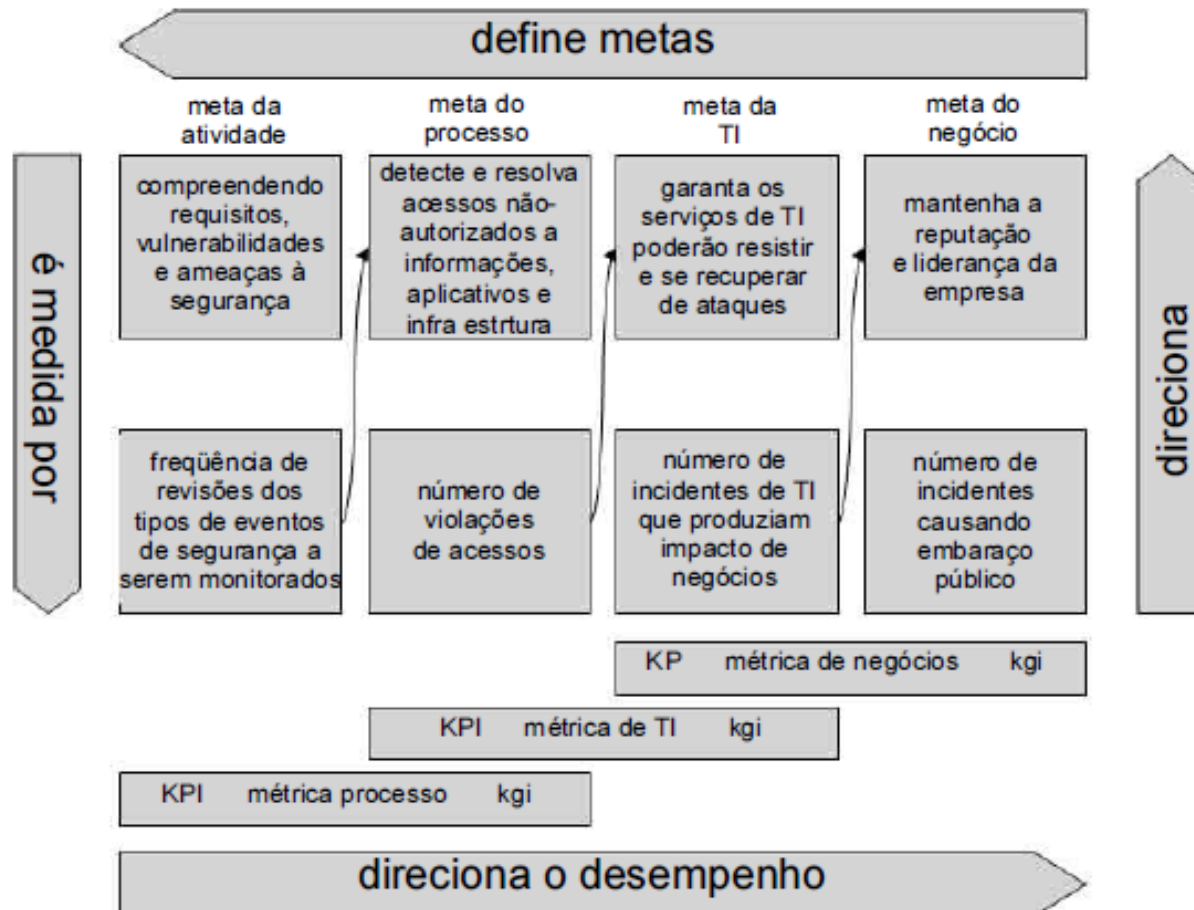 define metas
meta da
atividade
meta do
processo
meta da
TI
meta do
negócio
é medida por
compreendendo
requisitos,
vulnerabilidades
e ameaças à
segurança
detecte e resolva
acessos não-
autorizados a
informações,
aplicativos e
infra estrtura
garanta os
serviços de TI
poderão resistir
e se recuperar
de ataques
mantenha a
reputação
e liderança da
empresa
direciona
freqüência de
revisões dos
tipos de eventos
de segurança a
serem monitorados
número de
violações
de acessos
número de
incidentes de TI
que produziam
impacto de
negócios
número de
incidentes
causando
embaraço
público
KP métrica de negócios kgi
KPI métrica de TI kgi
KPI métrica processo kgi
direciona o desempenho